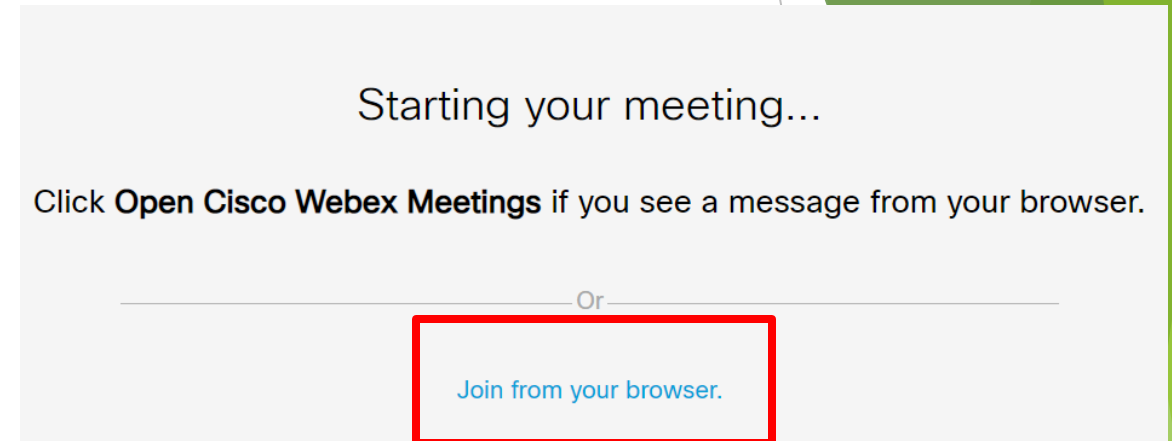 Starting your meeting...
Click Open Cisco Webex Meetings if you see a message from your browser.
Or
Join from your browser.